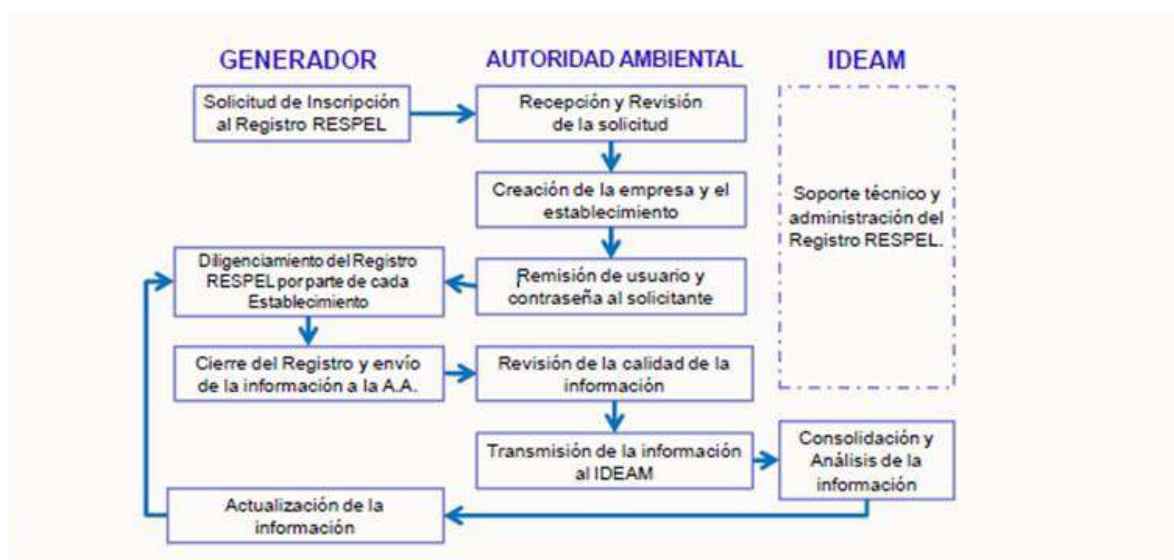 GENERADOR
AUTORIDAD AMBIENTAL
IDEAM
Solicitud de Inscripción
al Registro RESPEL
Recepción y Revisión
de la solicitud
Creación de la empresa y el
establecimiento
Soporte técnico y
administración del
Registro RESPEL.
Diligenciamiento del Registro
RESPEL por parte de cada
Establecimiento
Remisión de usuario y
contraseña al solicitante
Cierre del Registro y envío
de la información a la A.A.
Revisión de la calidad de la
información
Transmisión de la información
al IDEAM
Consolidación y
Análisis de la
información
Actualización de la
información